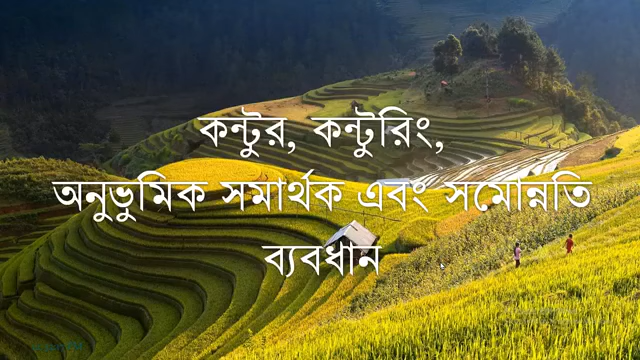 কন্টুর, কন্টুরিং,
অনুভুমিক সমার্থক এবং সমোন্নতি
ব্যবধান